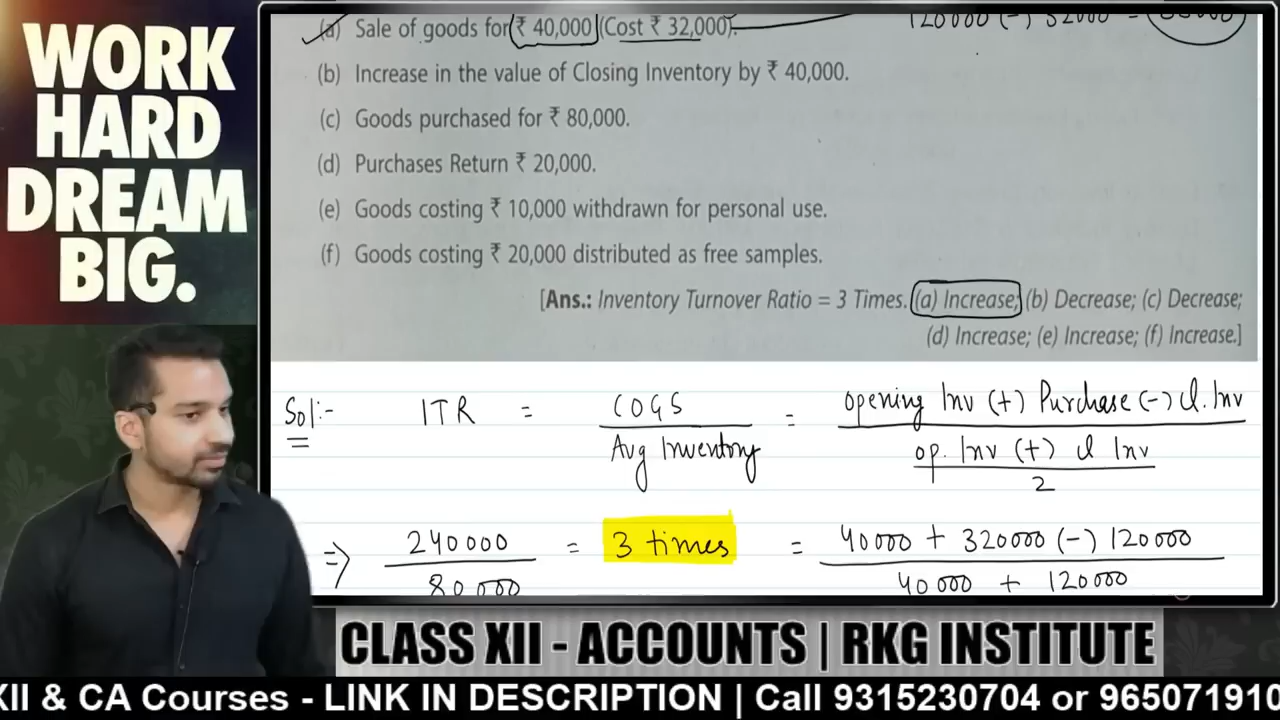 WORK
HARD
DREAM
BIG.
(a) Sale of goods for ₹ 40,000 (Cost ₹ 32,000).
120000 (-) 32000 =
(b) Increase in the value of Closing Inventory by ₹ 40,000.
(c) Goods purchased for ₹ 80,000.
(d) Purchases Return ₹ 20,000.
(e) Goods costing ₹ 10,000 withdrawn for personal use.
(f) Goods costing ₹ 20,000 distributed as free samples.
[Ans.: Inventory Turnover Ratio = 3 Times. (a) Increase; (b) Decrease; (c) Decrease;
(d) Increase; (e) Increase; (f) Increase.]
Sol:- ITR = COGS / Avg Inventory = Opening Inv (+) Purchase (-) Cl. Inv / op. Inv (+) cl Inv / 2
=> 240000 / 80000 = 3 times = 40000 + 320000 (-) 120000 / 40000 + 120000
CLASS XII - ACCOUNTS | RKG INSTITUTE
XII & CA Courses - LINK IN DESCRIPTION | Call 9315230704 or 965071910